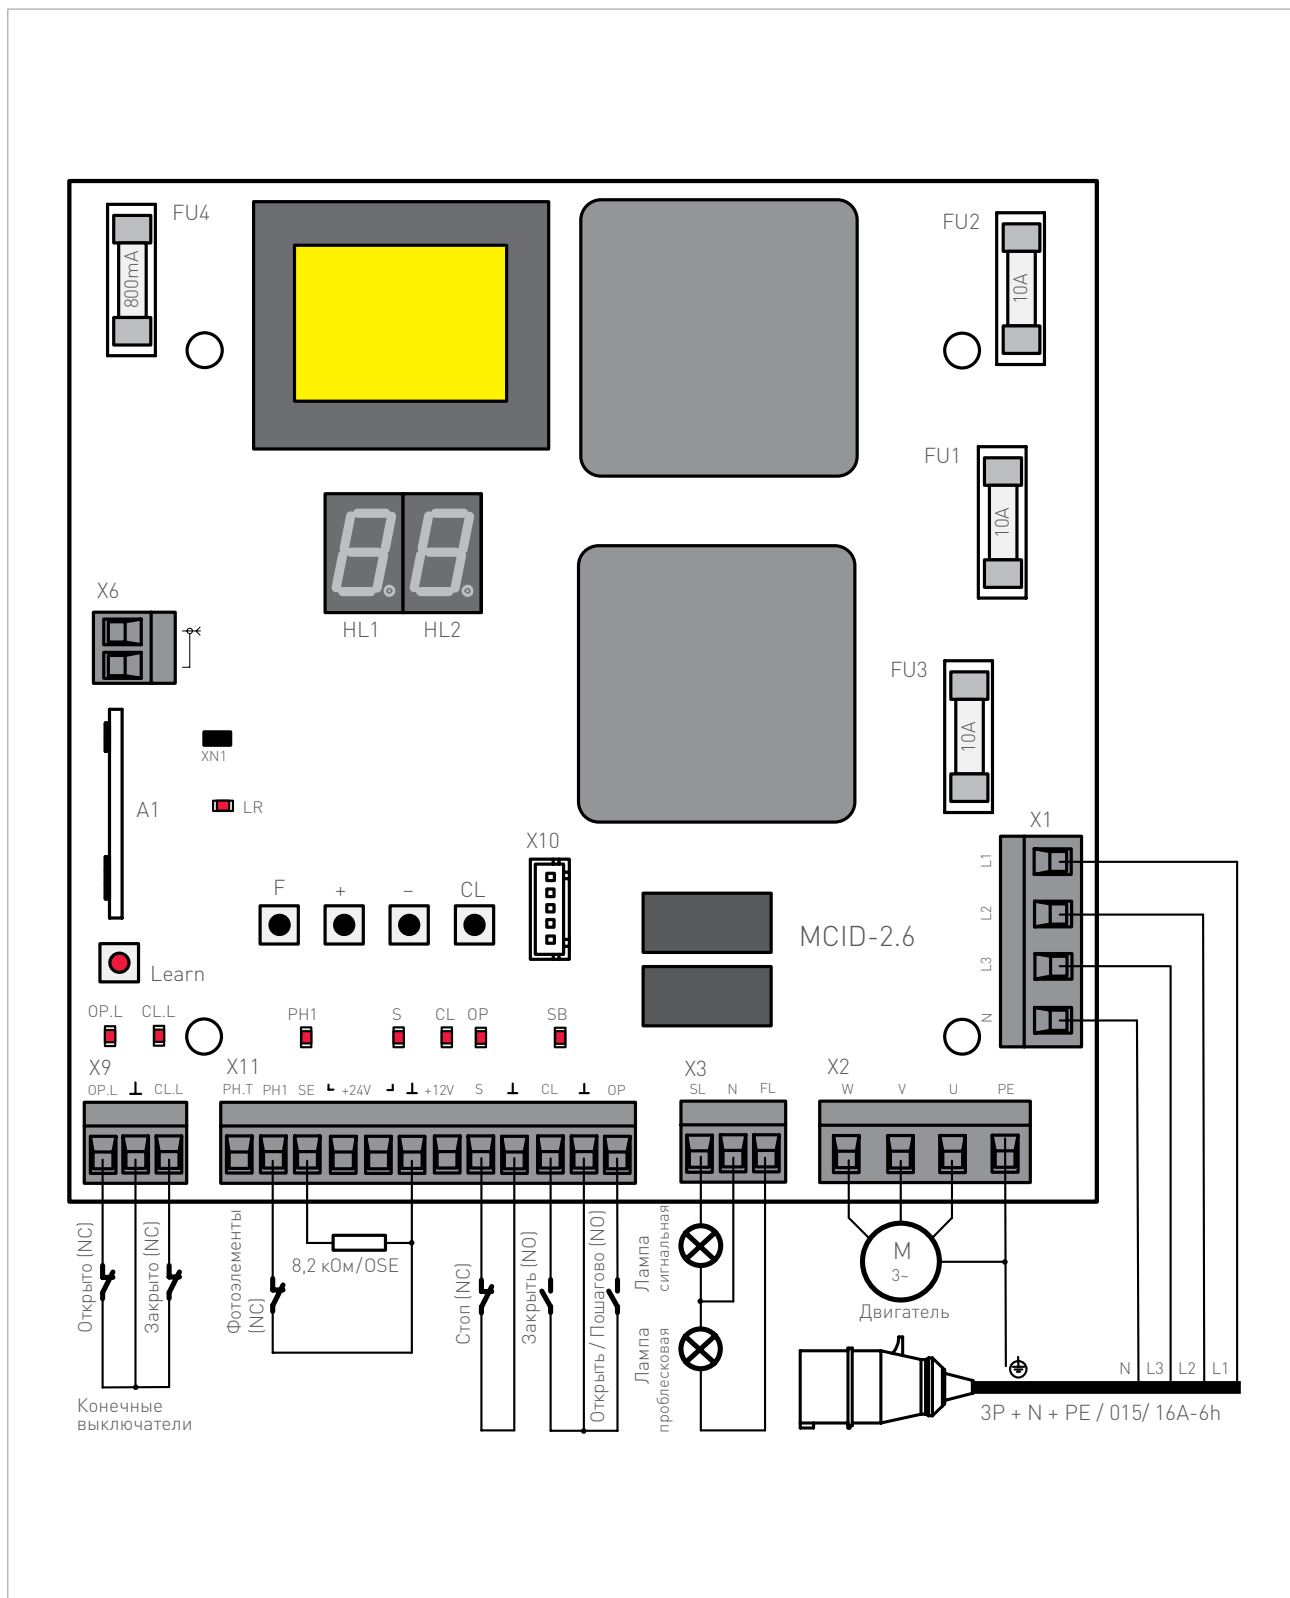 FU4
800mA
FU2
10A
FU1
10A
HL1
HL2
X6
FU3
10A
XN1
LR
A1
X10
X1
L1
L2
L3
N
F
+
–
CL
MCID-2.6
Learn
OP.L
CL.L
PH1
S
CL
OP
SB
X9
OP.L
CL.L
X11
PH.T
PH1
SE
+24V
+12V
S
CL
OP
X3
SL
N
FL
X2
W
V
U
PE
Открыто (NC)
Закрыто (NC)
Конечные
выключатели
Фотоэлементы
(NC)
8,2 кОм/OSE
Стоп (NC)
Закрыть (NO)
Открыть / Пошагово (NO)
Лампа
сигнальная
Лампа
проблесковая
M
3~
Двигатель
N
L3
L2
L1
3P + N + PE / 015/ 16A-6h